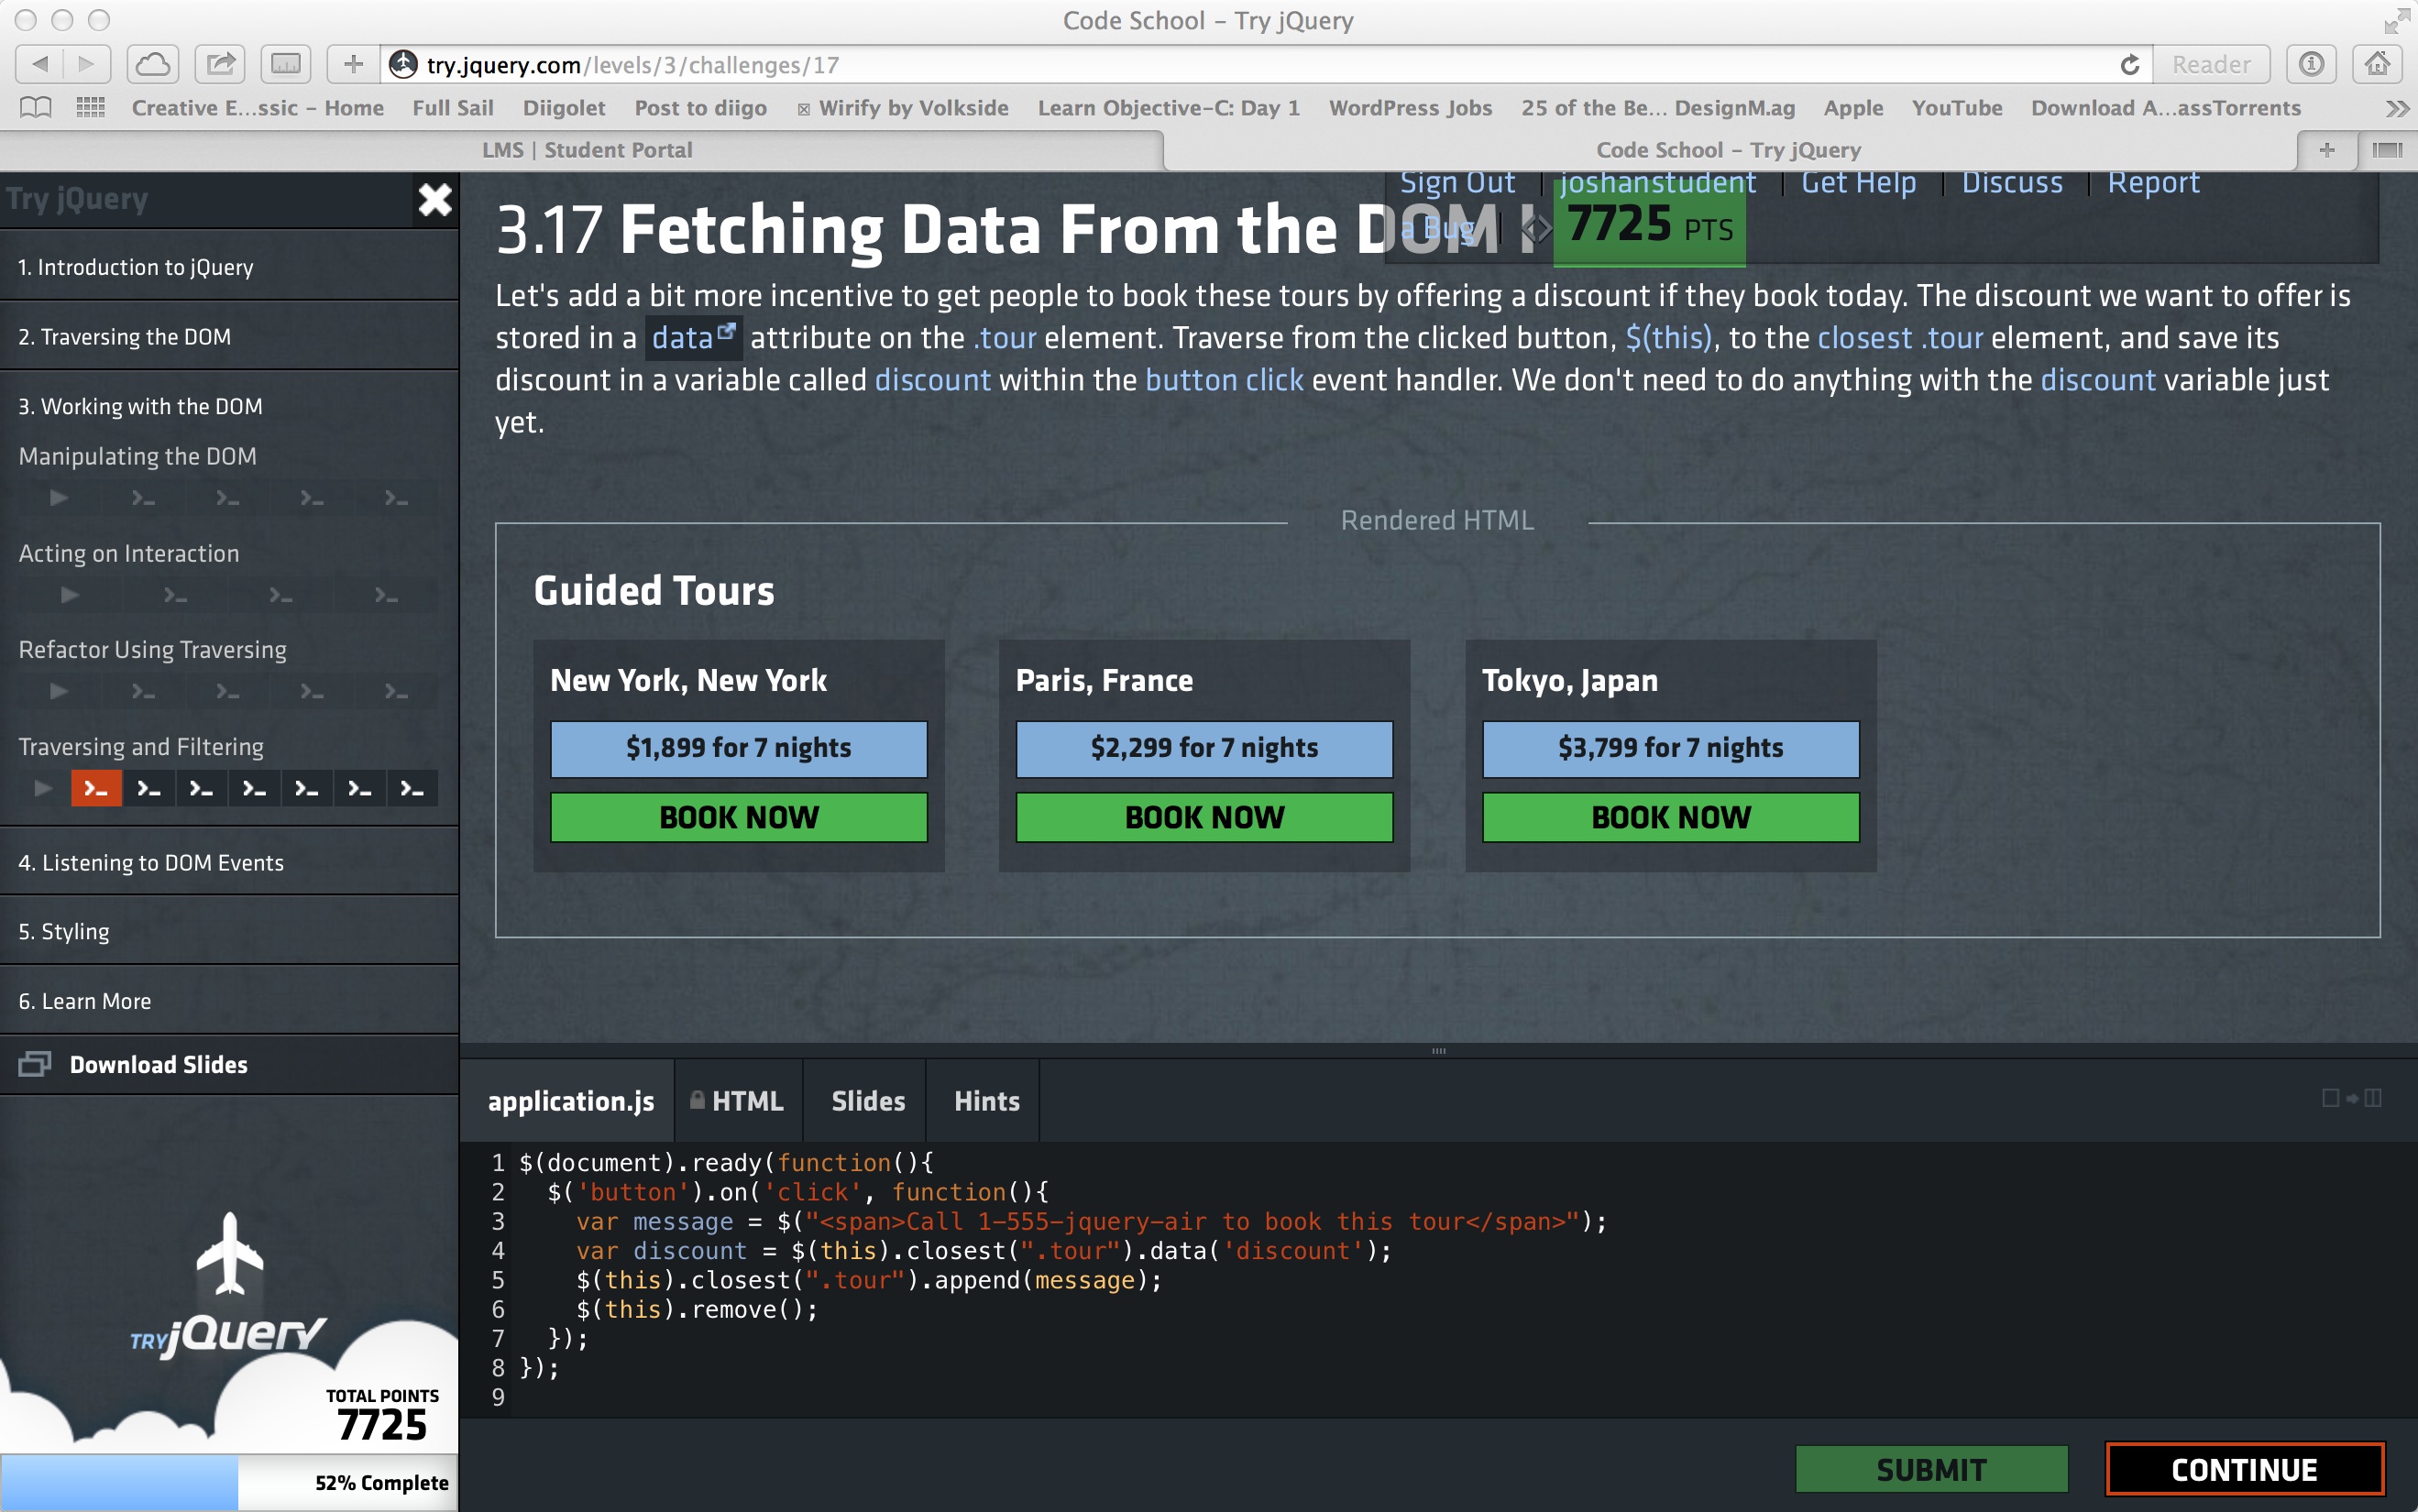 Code School – Try jQuery
try.jquery.com/levels/3/challenges/17
Reader
Creative E...ssic – Home Full Sail Diigolet Post to diigo Wirify by Volkside Learn Objective-C: Day 1 WordPress Jobs 25 of the Be... DesignM.ag Apple YouTube Download A...assTorrents
LMS | Student Portal
Code School – Try jQuery
Try jQuery
1. Introduction to jQuery
2. Traversing the DOM
3. Working with the DOM
Manipulating the DOM
Acting on Interaction
Refactor Using Traversing
Traversing and Filtering
4. Listening to DOM Events
5. Styling
6. Learn More
Download Slides
TRY jQuery
TOTAL POINTS
7725
52% Complete
Sign Out joshanstudent Get Help Discuss Report
a Bug 7725 PTS
3.17 Fetching Data From the DOM I
Let's add a bit more incentive to get people to book these tours by offering a discount if they book today. The discount we want to offer is
stored in a data attribute on the .tour element. Traverse from the clicked button, $(this), to the closest .tour element, and save its
discount in a variable called discount within the button click event handler. We don't need to do anything with the discount variable just
yet.
Rendered HTML
Guided Tours
New York, New York
$1,899 for 7 nights
BOOK NOW
Paris, France
$2,299 for 7 nights
BOOK NOW
Tokyo, Japan
$3,799 for 7 nights
BOOK NOW
application.js HTML Slides Hints
1 $(document).ready(function(){
2   $('button').on('click', function(){
3     var message = $("<span>Call 1-555-jquery-air to book this tour</span>");
4     var discount = $(this).closest(".tour").data('discount');
5     $(this).closest(".tour").append(message);
6     $(this).remove();
7   });
8 });
9
SUBMIT
CONTINUE